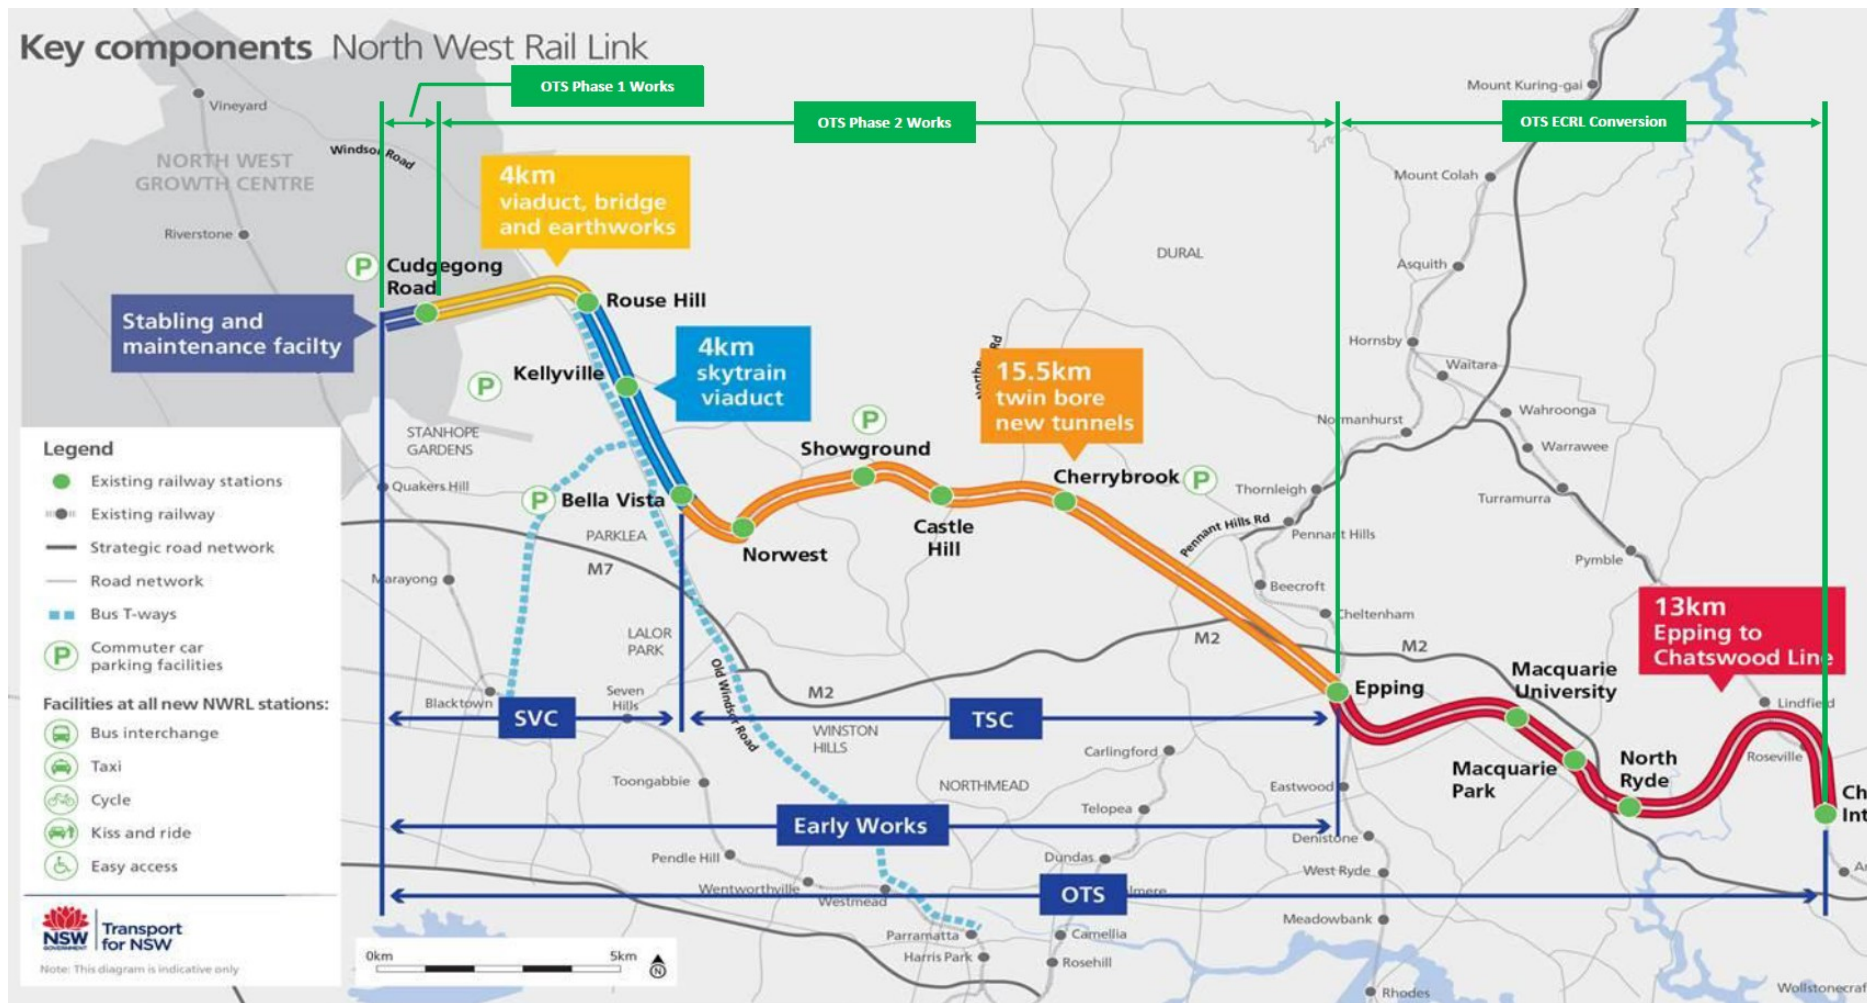 Key components North West Rail Link
OTS Phase 1 Works
OTS Phase 2 Works
OTS ECRL Conversion
Mount Kuring-gai
Vineyard
Windsor Road
NORTH WEST
GROWTH CENTRE
4km
viaduct, bridge
and earthworks
Mount Colah
Riverstone
DURAL
P
Cudgegong
Road
Asquith
Stabling and
maintenance facilty
Rouse Hill
4km
skytrain
viaduct
Kellyville
P
Rd
15.5km
twin bore
new tunnels
Hornsby
Waitara
Normanhurst
Wahroonga
Warrawee
Turramurra
Pymble
P
Showground
Cherrybrook
P
Thornleigh
Pennant Hills Rd
Pennant Hills
Beecroft
Cheltenham
STANHOPE
GARDENS
Quakers Hill
P
Bella Vista
Norwest
Castle
Hill
PARKLEA
M7
Marayong
LALOR
PARK
M2
M2
M2
Old Windsor Road
13km
Epping to
Chatswood Line
Epping
Macquarie
University
Lindfield
Roseville
Macquarie
Park
North
Ryde
Ch
Int
Legend
Existing railway stations
Existing railway
Strategic road network
Road network
Bus T-ways
P
Commuter car
parking facilities
Facilities at all new NWRL stations:
Bus interchange
Taxi
Cycle
Kiss and ride
Easy access
Blacktown
Seven
Hills
SVC
TSC
WINSTON
HILLS
Carlingford
Toongabbie
NORTHMEAD
Telopea
Eastwood
Early Works
Denistone
Pendle Hill
Dundas
West Ryde
Wentworthville
Westmead
OTS
lmere
Ar
Meadowbank
Parramatta
Camellia
Harris Park
Rosehill
Rhodes
Wollstonecraf
NSW
GOVERNMENT
Transport
for NSW
Note: This diagram is indicative only
0km
5km
N